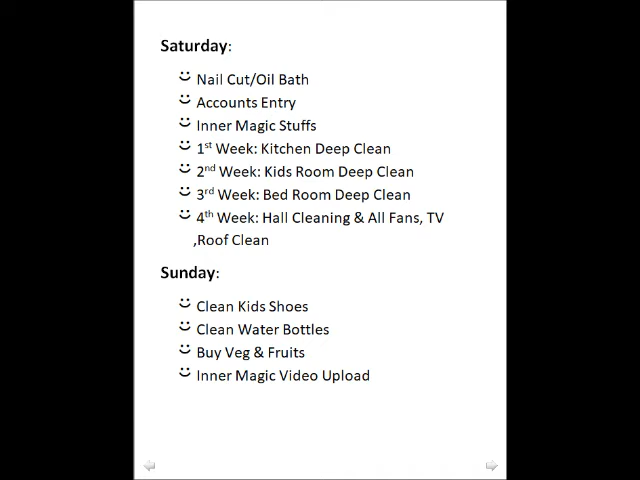 Saturday:
Nail Cut/Oil Bath
Accounts Entry
Inner Magic Stuffs
1st Week: Kitchen Deep Clean
2nd Week: Kids Room Deep Clean
3rd Week: Bed Room Deep Clean
4th Week: Hall Cleaning & All Fans, TV
,Roof Clean
Sunday:
Clean Kids Shoes
Clean Water Bottles
Buy Veg & Fruits
Inner Magic Video Upload